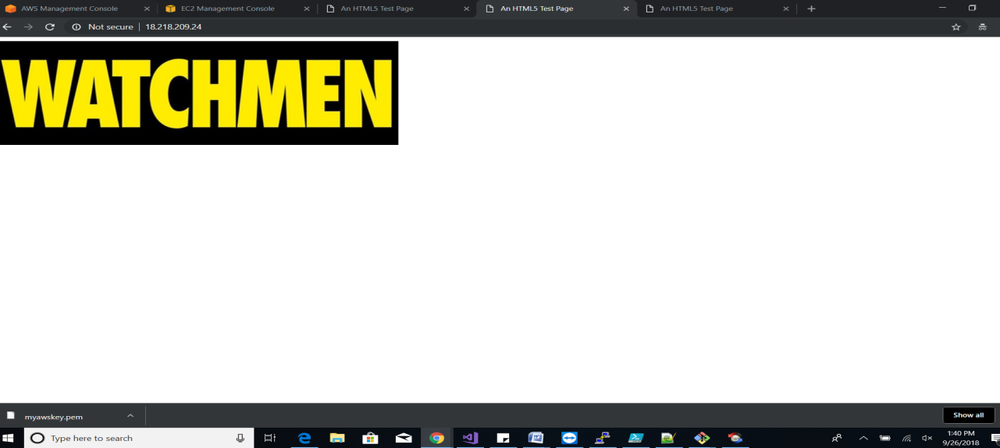 AWS Management Console
EC2 Management Console
An HTML5 Test Page
An HTML5 Test Page
An HTML5 Test Page
Not secure | 18.218.209.24
WATCHMEN
myawskey.pem
Show all
Type here to search
1:40 PM
9/26/2018